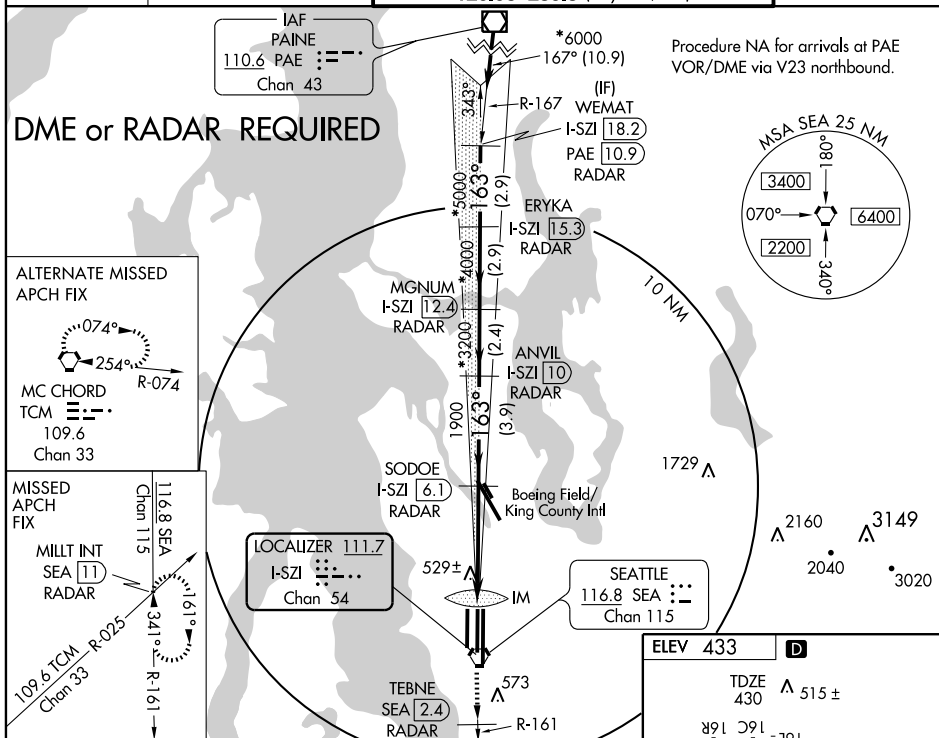 IAF
PAINE
110.6 PAE
Chan 43
*6000
167° (10.9)
Procedure NA for arrivals at PAE
VOR/DME via V23 northbound.
DME or RADAR REQUIRED
343°
R-167
(IF)
WEMAT
I-SZI 18.2
PAE 10.9
RADAR
MSA SEA 25 NM
180°
3400
070°
6400
2200
340°
*5000
163°
(2.9)
ERYKA
I-SZI 15.3
RADAR
*4000
(2.9)
10 NM
ALTERNATE MISSED
APCH FIX
074°
254°
R-074
MC CHORD
TCM
109.6
Chan 33
MGNUM
I-SZI 12.4
RADAR
*3200
(2.4)
ANVIL
I-SZI 10
RADAR
1900
163°
(3.9)
SODOE
I-SZI 6.1
RADAR
Boeing Field/
King County Intl
1729
2160
3149
2040
3020
MISSED
APCH
FIX
116.8 SEA
Chan 115
MILLT INT
SEA 11
RADAR
161°
341°
R-025
109.6 TCM
Chan 33
R-161
LOCALIZER 111.7
I-SZI
Chan 54
529±
IM
SEATTLE
116.8 SEA
Chan 115
573
TEBNE
SEA 2.4
RADAR
R-161
ELEV 433
D
TDZE
430
515 ±
16R
16C
16L